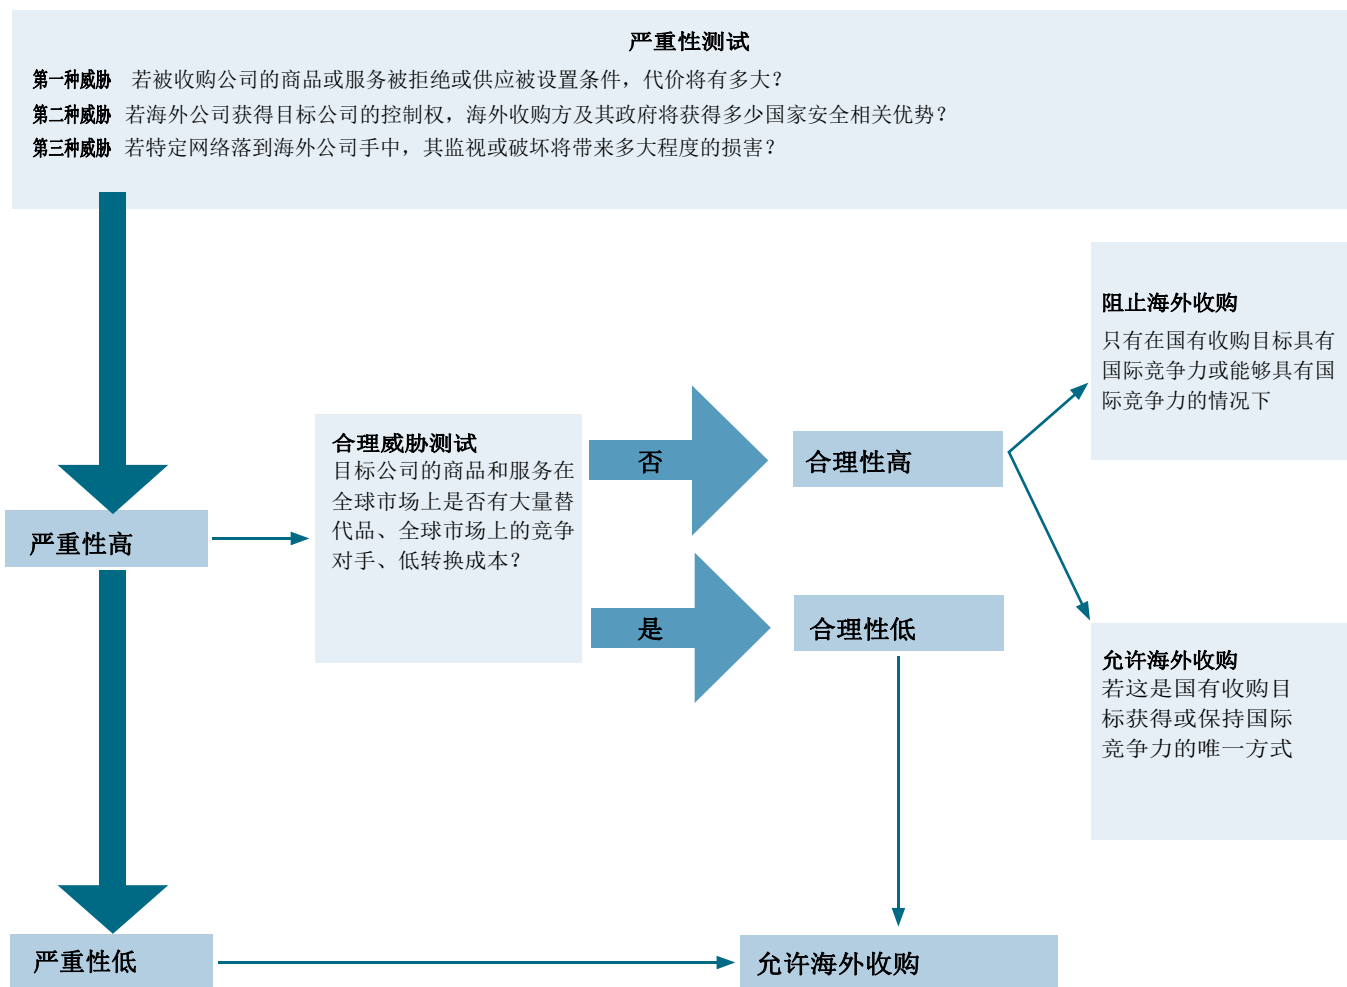 严重性测试
第一种威胁 若被收购公司的商品或服务被拒绝或供应被设置条件，代价将有多大？
第二种威胁 若海外公司获得目标公司的控制权，海外收购方及其政府将获得多少国家安全相关优势？
第三种威胁 若特定网络落到海外公司手中，其监视或破坏将带来多大程度的损害？
阻止海外收购
只有在国有收购目标具有
国际竞争力或能够具有国
际竞争力的情况下
合理威胁测试
目标公司的商品和服务在
全球市场上是否有大量替
代品、全球市场上的竞争
对手、低转换成本？
否
合理性高
严重性高
是
合理性低
允许海外收购
若这是国有收购目
标获得或保持国际
竞争力的唯一方式
严重性低
允许海外收购